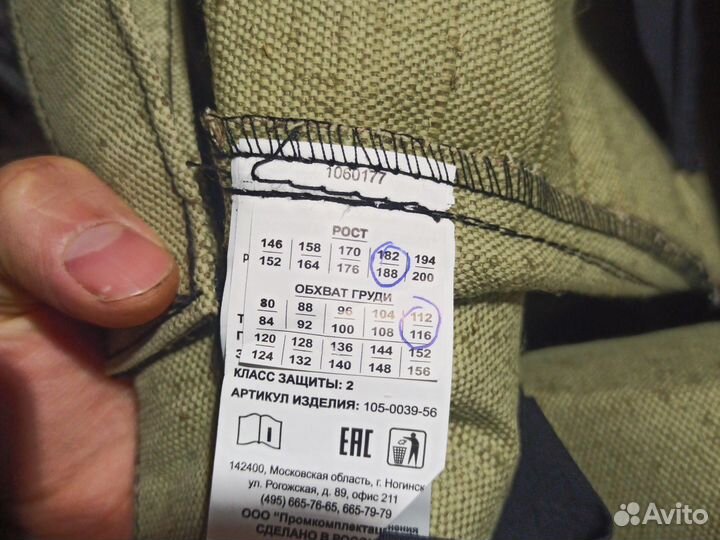 1060177
РОСТ
146 158 170 182 194
152 164 176 188 200
ОБХВАТ ГРУДИ
80 88 96 104 112
84 92 100 108 116
120 128 136 144 152
124 132 140 148 156
КЛАСС ЗАЩИТЫ: 2
АРТИКУЛ ИЗДЕЛИЯ: 105-0039-56
EAC
142400, Московская область, г. Ногинск
ул. Рогожская, д. 89, офис 211
(495) 665-76-65, 665-79-79
ООО "Промкомплектация
СДЕЛАНО В
Avito